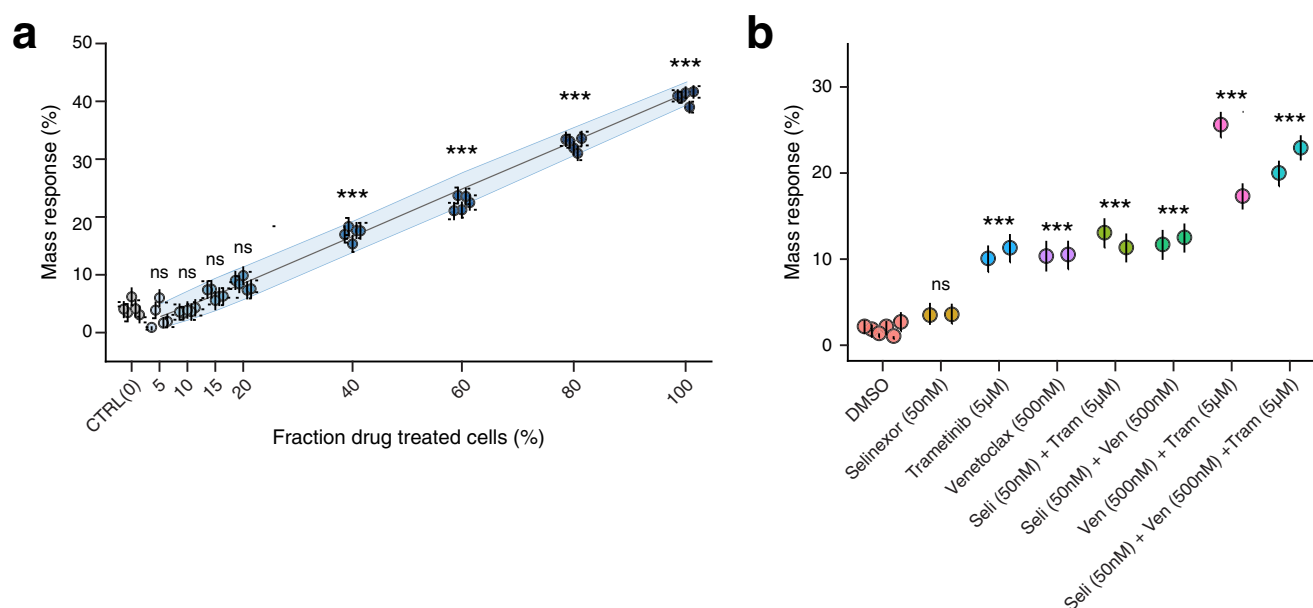 a
Mass response (%)
50
40
30
20
10
0
ns
ns
ns
ns
***
***
***
***
CTRL(0)
5
10
15
20
40
60
80
100
Fraction drug treated cells (%)
b
Mass response (%)
30
20
10
0
ns
***
***
***
***
***
***
DMSO
Selinexor (50nM)
Trametinib (5µM)
Venetoclax (500nM)
Seli (50nM) + Tram (5µM)
Seli (50nM) + Ven (500nM)
Ven (500nM) + Tram (5µM)
Seli (50nM) + Ven (500nM) +Tram (5µM)